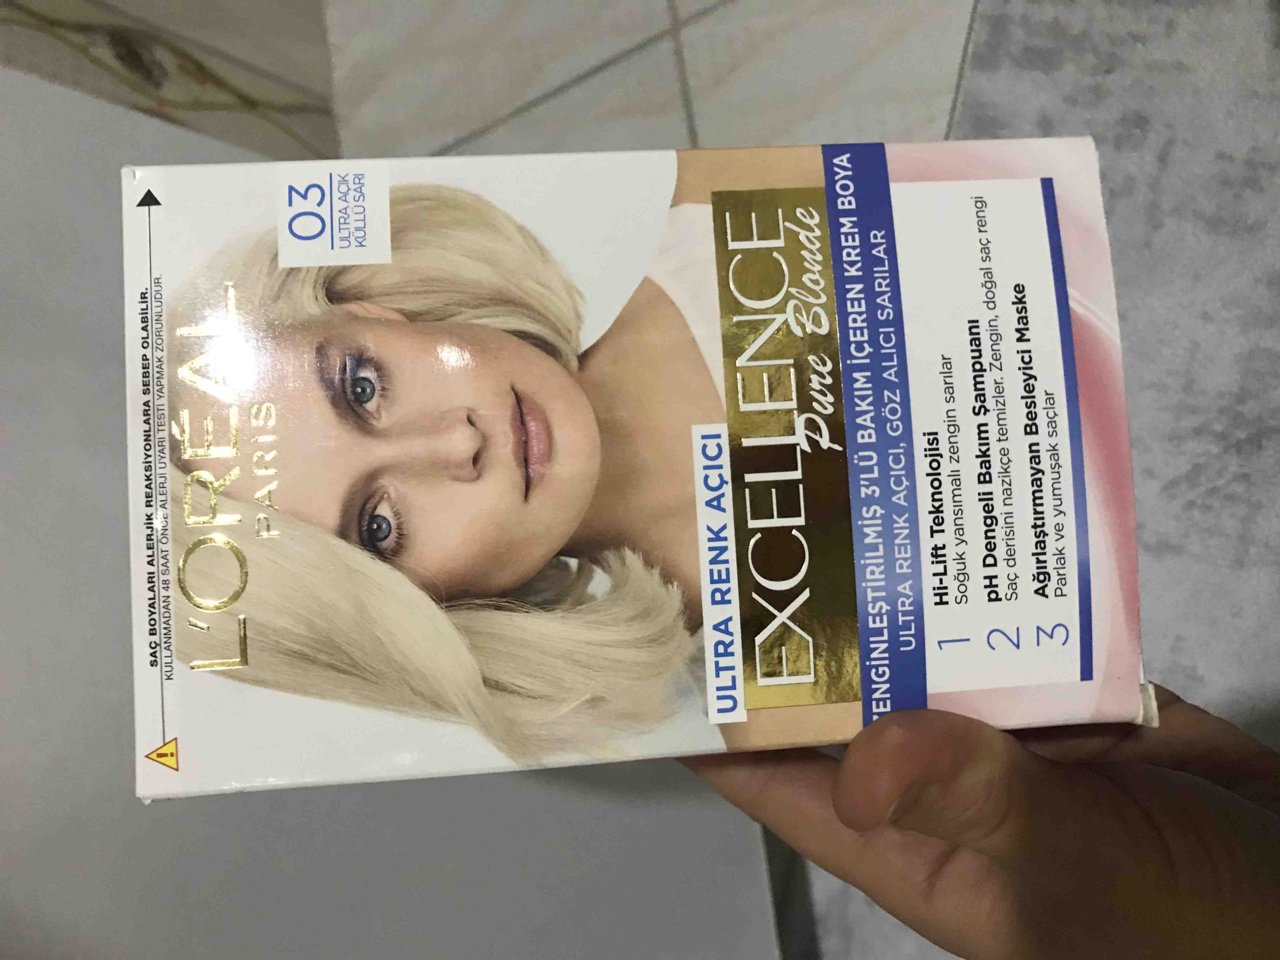 SAÇ BOYALARI ALERJİK REAKSİYONLARA SEBEP OLABİLİR.
KULLANMADAN 48 SAAT ÖNCE ALERJİ UYARI TESTİ YAPMAK ZORUNLUDUR.
L'ORÉAL
PARIS
03
ULTRA AÇIK
KÜLLÜ SARI
ULTRA RENK AÇICI
EXCELLENCE
Pure Blonde
ZENGİNLEŞTİRİLMİŞ 3'LÜ BAKIM İÇEREN KREM BOYA
ULTRA RENK AÇICI, GÖZ ALICI SARILAR
1 Hi-Lift Teknolojisi
Soğuk yansımalı zengin sarılar
2 pH Dengeli Bakım Şampuanı
Saç derisini nazikçe temizler. Zengin, doğal saç rengi
3 Ağırlaştırmayan Besleyici Maske
Parlak ve yumuşak saçlar